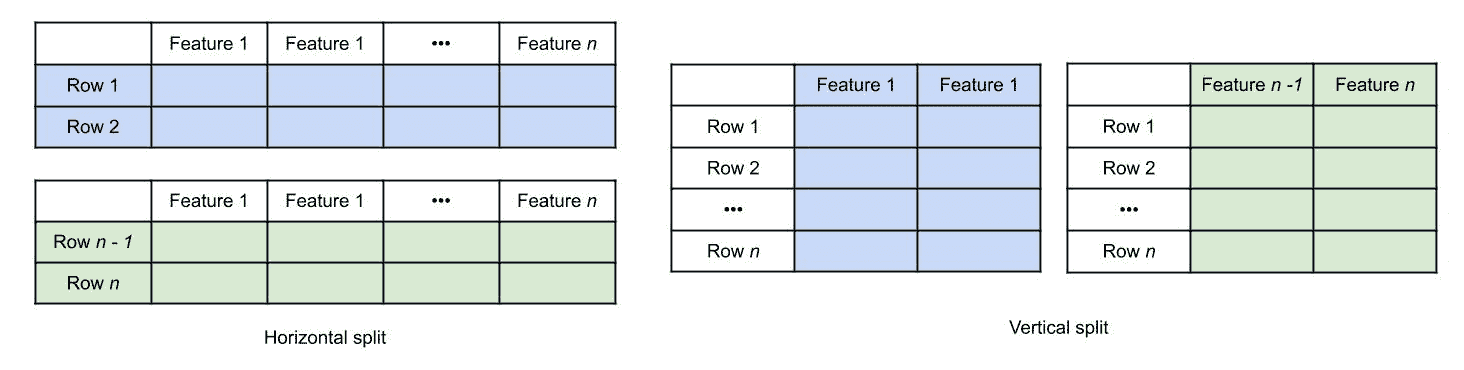 Feature 1 Feature 1 ••• Feature n
Row 1
Row 2
Feature 1 Feature 1 ••• Feature n
Row n - 1
Row n
Horizontal split
Feature 1 Feature 1
Row 1
Row 2
•••
Row n
Feature n -1 Feature n
Row 1
Row 2
•••
Row n
Vertical split